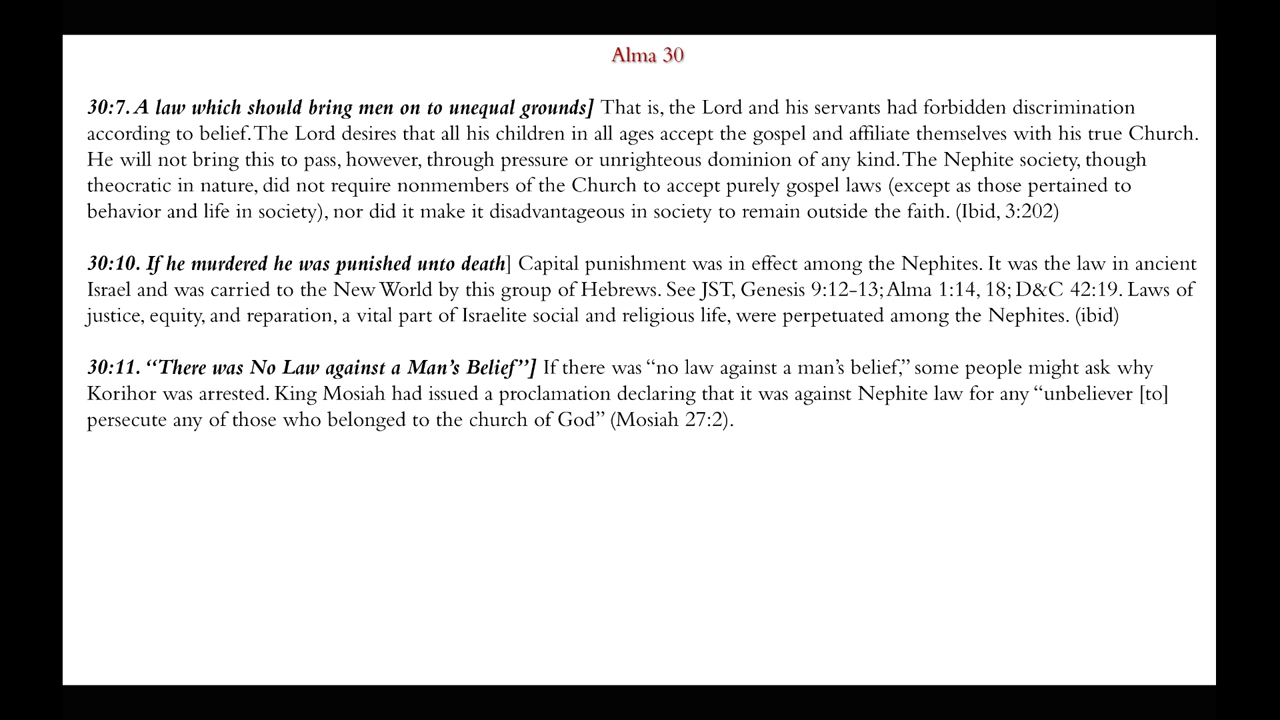 Alma 30
30:7. A law which should bring men on to unequal grounds] That is, the Lord and his servants had forbidden discrimination
according to belief. The Lord desires that all his children in all ages accept the gospel and affiliate themselves with his true Church.
He will not bring this to pass, however, through pressure or unrighteous dominion of any kind. The Nephite society, though
theocratic in nature, did not require nonmembers of the Church to accept purely gospel laws (except as those pertained to
behavior and life in society), nor did it make it disadvantageous in society to remain outside the faith. (Ibid, 3:202)
30:10. If he murdered he was punished unto death] Capital punishment was in effect among the Nephites. It was the law in ancient
Israel and was carried to the New World by this group of Hebrews. See JST, Genesis 9:12-13; Alma 1:14, 18; D&C 42:19. Laws of
justice, equity, and reparation, a vital part of Israelite social and religious life, were perpetuated among the Nephites. (ibid)
30:11. “There was No Law against a Man’s Belief”] If there was “no law against a man’s belief,” some people might ask why
Korihor was arrested. King Mosiah had issued a proclamation declaring that it was against Nephite law for any “unbeliever [to]
persecute any of those who belonged to the church of God” (Mosiah 27:2).